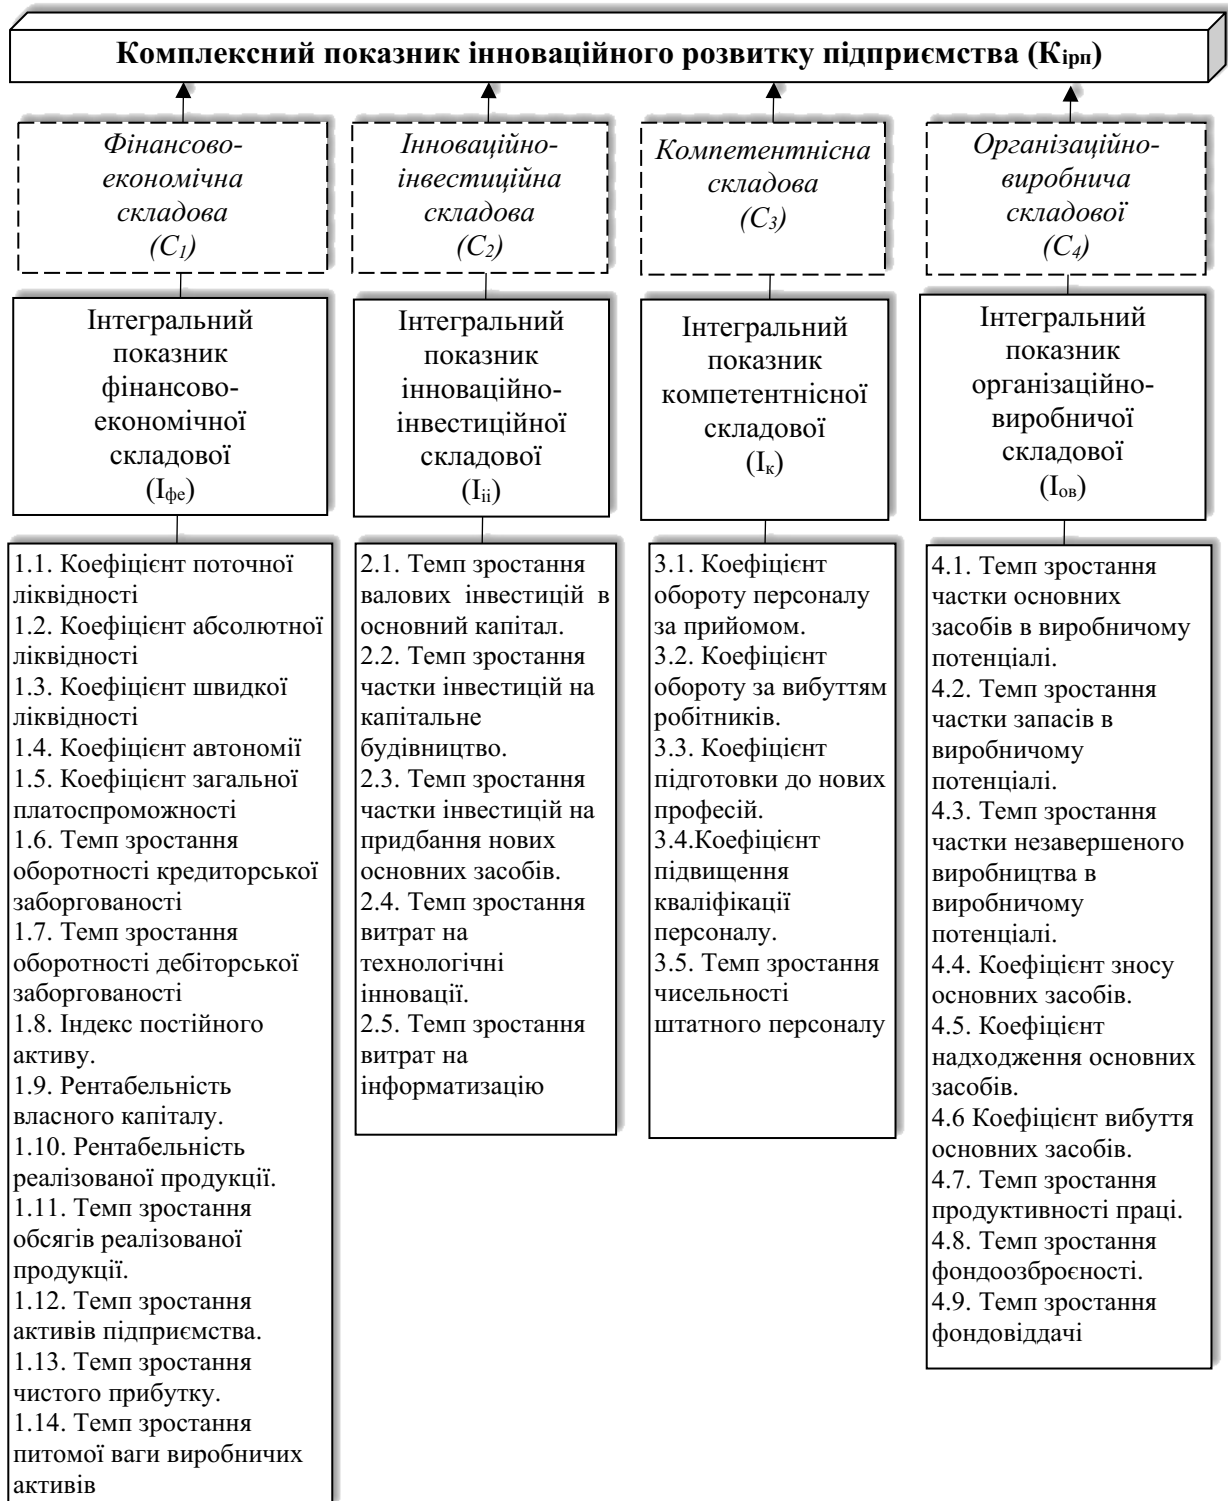 Комплексний показник інноваційного розвитку підприємства (Кірп)
Фінансово-
економічна
складова
(С1)
Інноваційно-
інвестиційна
складова
(С2)
Компетентнісна
складова
(С3)
Організаційно-
виробнича
складової
(С4)
Інтегральний
показник
фінансово-
економічної
складової
(Іфе)
Інтегральний
показник
інноваційно-
інвестиційної
складової
(Ііі)
Інтегральний
показник
компетентнісної
складової
(Ік)
Інтегральний
показник
організаційно-
виробничої
складової
(Іов)
1.1. Коефіцієнт поточної
ліквідності
1.2. Коефіцієнт абсолютної
ліквідності
1.3. Коефіцієнт швидкої
ліквідності
1.4. Коефіцієнт автономії
1.5. Коефіцієнт загальної
платоспроможності
1.6. Темп зростання
оборотності кредиторської
заборгованості
1.7. Темп зростання
оборотності дебіторської
заборгованості
1.8. Індекс постійного
активу.
1.9. Рентабельність
власного капіталу.
1.10. Рентабельність
реалізованої продукції.
1.11. Темп зростання
обсягів реалізованої
продукції.
1.12. Темп зростання
активів підприємства.
1.13. Темп зростання
чистого прибутку.
1.14. Темп зростання
питомої ваги виробничих
активів
2.1. Темп зростання
валових інвестицій в
основний капітал.
2.2. Темп зростання
частки інвестицій на
капітальне
будівництво.
2.3. Темп зростання
частки інвестицій на
придбання нових
основних засобів.
2.4. Темп зростання
витрат на
технологічні
інновації.
2.5. Темп зростання
витрат на
інформатизацію
3.1. Коефіцієнт
обороту персоналу
за прийомом.
3.2. Коефіцієнт
обороту за вибуттям
робітників.
3.3. Коефіцієнт
підготовки до нових
професій.
3.4.Коефіцієнт
підвищення
кваліфікації
персоналу.
3.5. Темп зростання
чисельності
штатного персоналу
4.1. Темп зростання
частки основних
засобів в виробничому
потенціалі.
4.2. Темп зростання
частки запасів в
виробничому
потенціалі.
4.3. Темп зростання
частки незавершеного
виробництва в
виробничому
потенціалі.
4.4. Коефіцієнт зносу
основних засобів.
4.5. Коефіцієнт
надходження основних
засобів.
4.6 Коефіцієнт вибуття
основних засобів.
4.7. Темп зростання
продуктивності праці.
4.8. Темп зростання
фондоозброєності.
4.9. Темп зростання
фондовіддачі